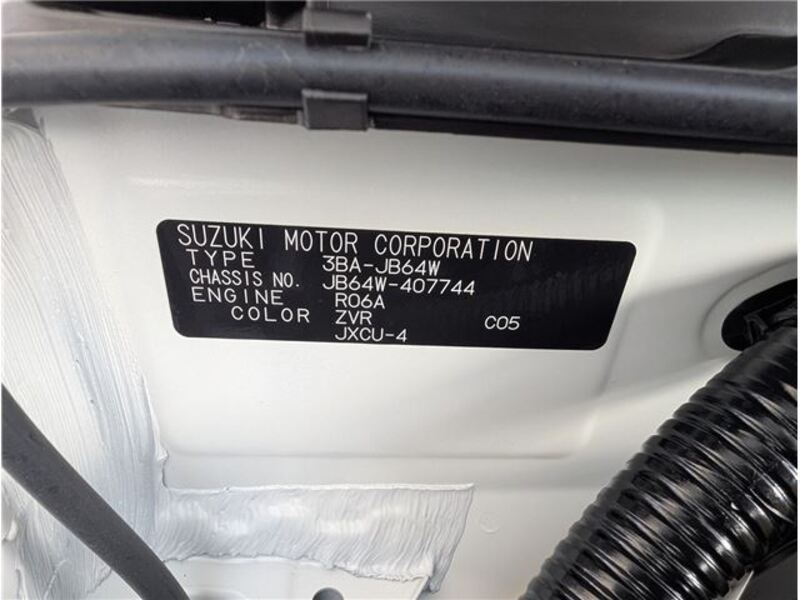 SUZUKI MOTOR CORPORATION
TYPE 3BA-JB64W
CHASSIS NO. JB64W-407744
ENGINE R06A
COLOR ZVR C05
JXCU-4